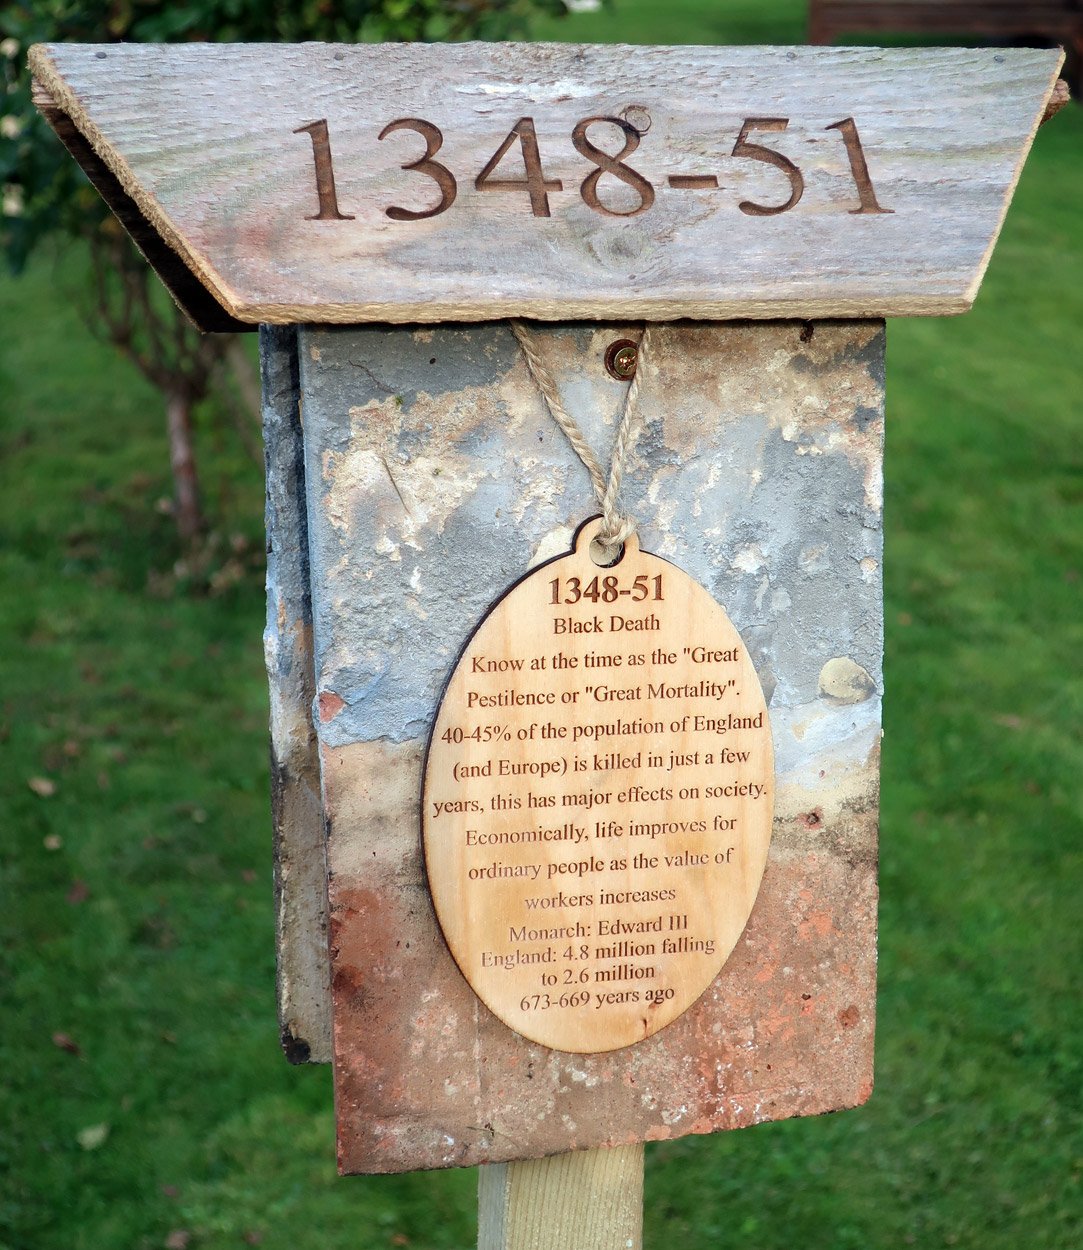 1348-51
1348-51
Black Death
Know at the time as the "Great
Pestilence or "Great Mortality".
40-45% of the population of England
(and Europe) is killed in just a few
years, this has major effects on society.
Economically, life improves for
ordinary people as the value of
workers increases
Monarch: Edward III
England: 4.8 million falling
to 2.6 million
673-669 years ago